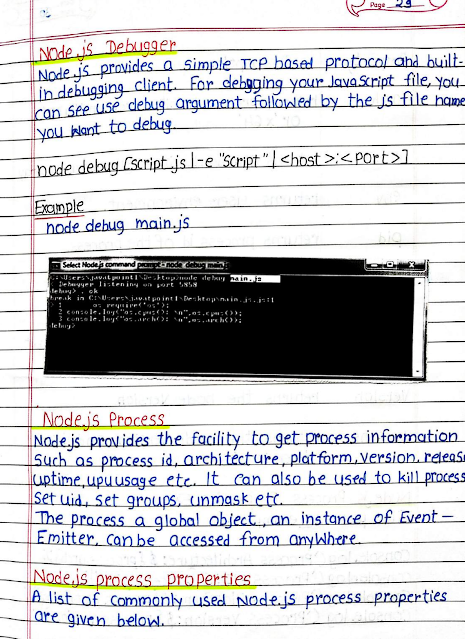 Page 29
Node.js Debugger
Node.js provides a simple TCP based protocol and built-
in debugging client. For debgging your JavaScript file, you
can see use debug argument followed by the js file name
you want to debug.
node debug [script.js | -e "script" | <host>:<port>]
Example
node debug main.js
Select Node.js command prompt - node debug main.js
C:\Users\javatpoint1\Desktop>node debug main.js
< Debugger listening on port 5858
debug> . ok
break in C:\Users\javatpoint1\Desktop\main.js:1
> 1 os=require('os');
2 console.log("os.cpus(): \n",os.cpus());
3 console.log("os.arch(): \n",os.arch());
debug>
Node.js Process
Node.js provides the facility to get process information
Such as process id, architecture, platform, version, releas
uptime, upu usage etc. It can also be used to kill process
Set uid, set groups, unmask etc.
The process a global object, an instance of Event-
Emitter, can be accessed from anywhere.
Node.js process properties
A list of commonly used Node.js process properties
are given below.